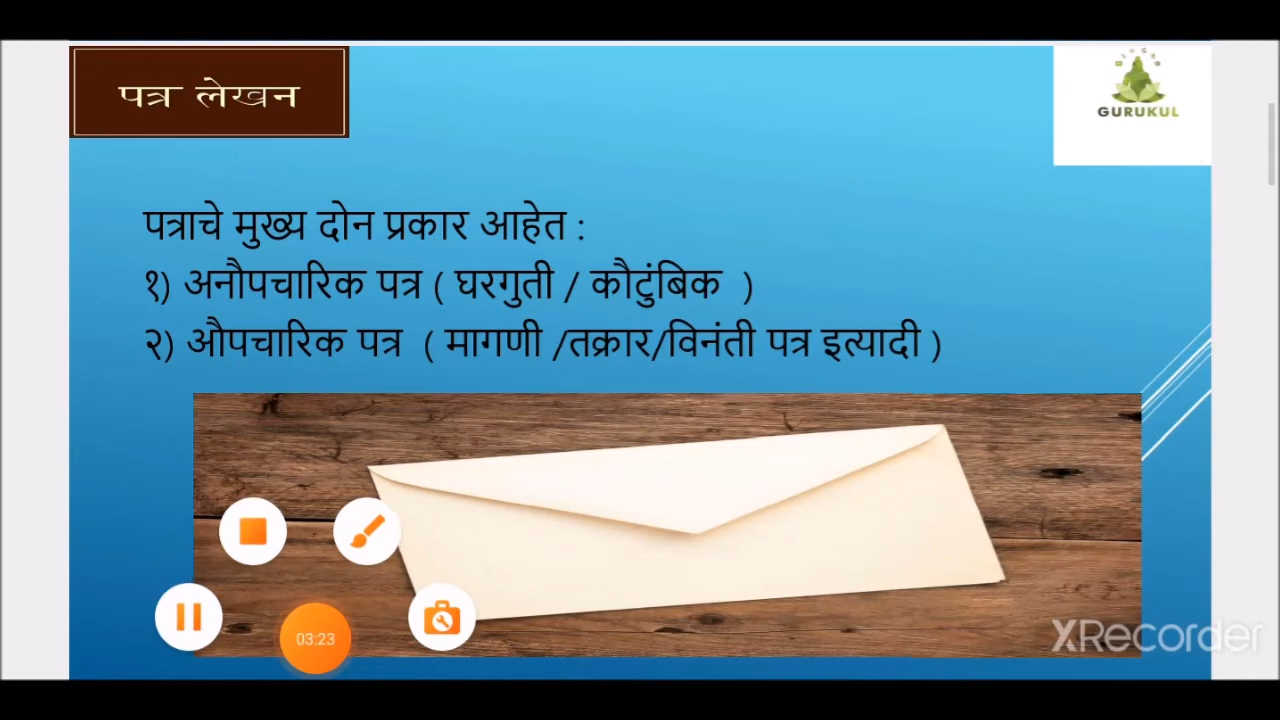 पत्र लेखन
GURUKUL
पत्राचे मुख्य दोन प्रकार आहेत :
१) अनौपचारिक पत्र ( घरगुती / कौटुंबिक )
२) औपचारिक पत्र ( मागणी /तक्रार/विनंती पत्र इत्यादी )
03:23
XRecorder